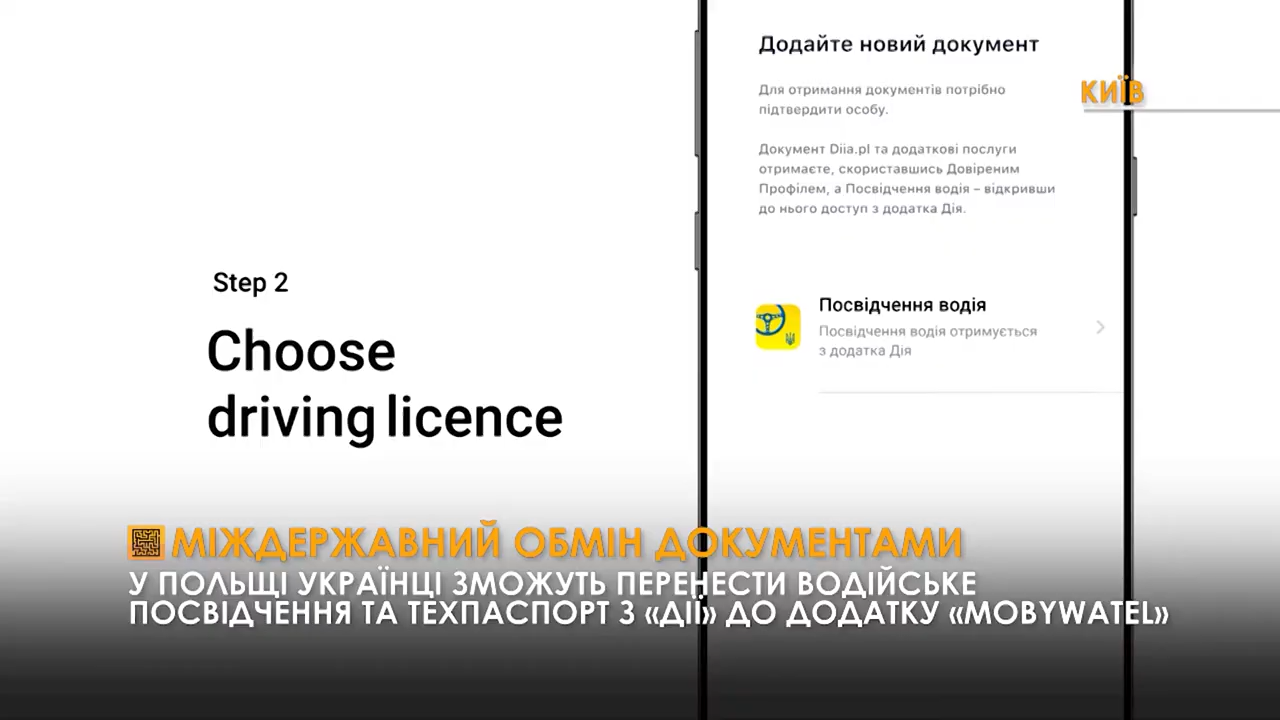 Додайте новий документ
Для отримання документів потрібно
підтвердити особу.
КИЇВ
Документ Diia.pl та додаткові послуги
отримаєте, скориставшись Довіреним
Профілем, а Посвідчення водія – відкривши
до нього доступ з додатка Дія.
Step 2
Choose
driving licence
Посвідчення водія
Посвідчення водія отримується
з додатка Дія
МІЖДЕРЖАВНИЙ ОБМІН ДОКУМЕНТАМИ
У ПОЛЬЩІ УКРАЇНЦІ ЗМОЖУТЬ ПЕРЕНЕСТИ ВОДІЙСЬКЕ
ПОСВІДЧЕННЯ ТА ТЕХПАСПОРТ З «ДІЇ» ДО ДОДАТКУ «MOBYWATEL»